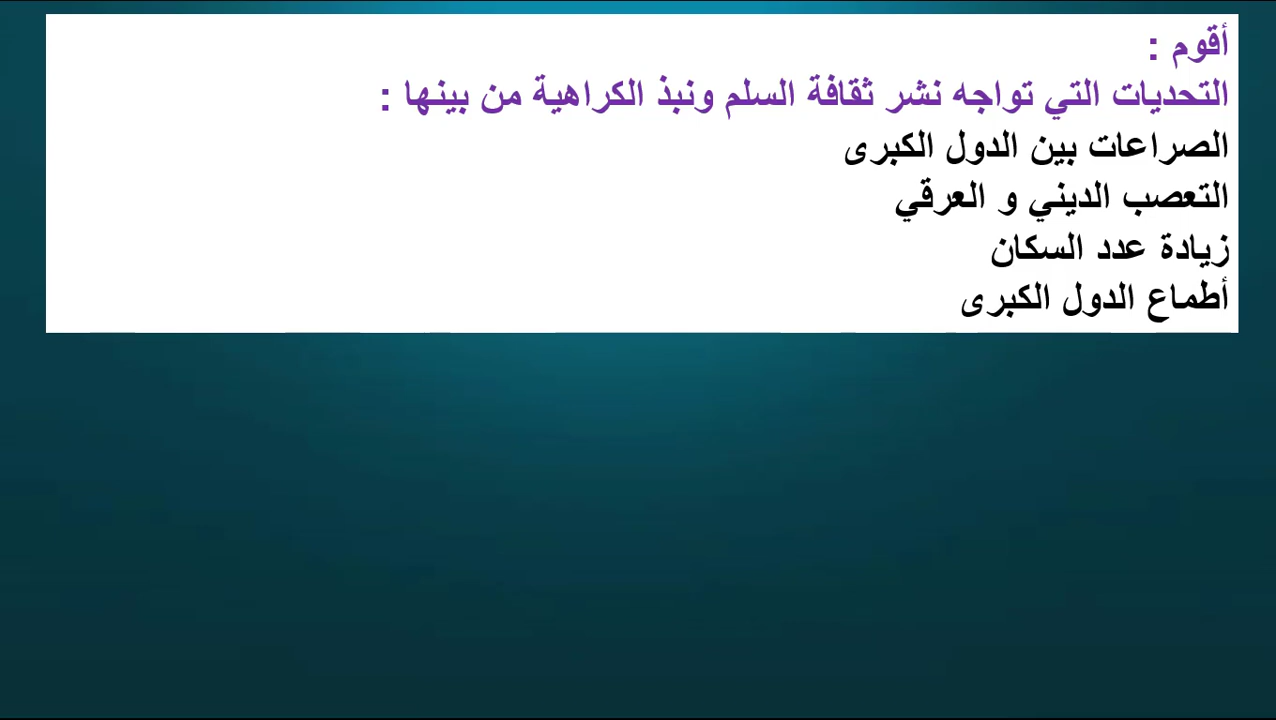 أقوم :
التحديات التي تواجه نشر ثقافة السلم ونبذ الكراهية من بينها :
الصراعات بين الدول الكبرى
التعصب الديني و العرقي
زيادة عدد السكان
أطماع الدول الكبرى